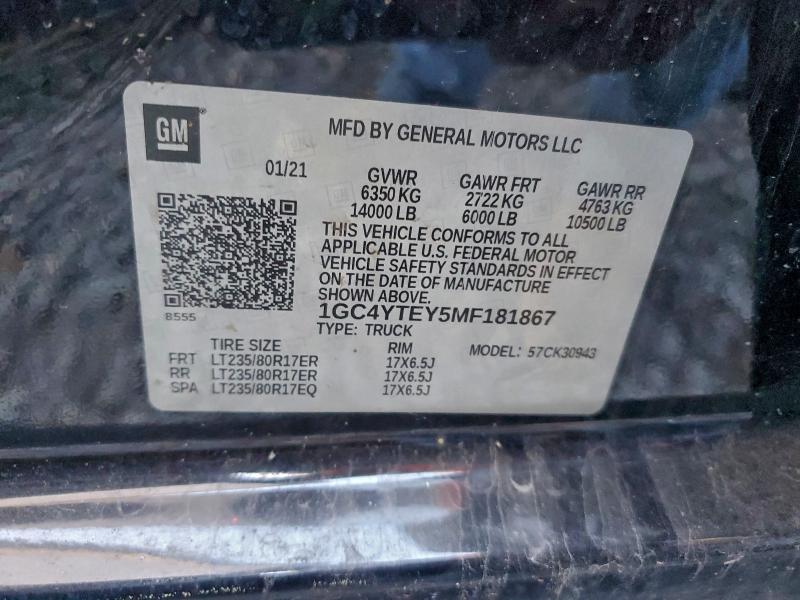 GM
MFD BY GENERAL MOTORS LLC
01/21 GVWR GAWR FRT GAWR RR
6350 KG 2722 KG 4763 KG
14000 LB 6000 LB 10500 LB
THIS VEHICLE CONFORMS TO ALL
APPLICABLE U.S. FEDERAL MOTOR
VEHICLE SAFETY STANDARDS IN EFFECT
ON THE DATE OF MANUFACTURE
SHOWN ABOVE.
8555 1GC4YTEY5MF181867
TYPE: TRUCK
TIRE SIZE RIM MODEL: 57CK30943
FRT LT235/80R17ER 17X6.5J
RR LT235/80R17ER 17X6.5J
SPA LT235/80R17EQ 17X6.5J